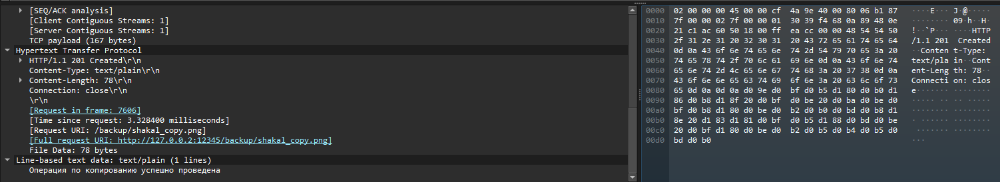 [SEQ/ACK analysis]
[Client Contiguous Streams: 1]
[Server Contiguous Streams: 1]
TCP payload (167 bytes)
Hypertext Transfer Protocol
HTTP/1.1 201 Created\r\n
Content-Type: text/plain\r\n
Content-Length: 78\r\n
Connection: close\r\n
\r\n
[Request in frame: 7606]
[Time since request: 3.328400 milliseconds]
[Request URI: /backup/shakal_copy.png]
[Full request URI: http://127.0.0.2:12345/backup/shakal_copy.png]
File Data: 78 bytes
Line-based text data: text/plain (1 lines)
Операция по копированию успешно проведена
0000 02 00 00 00 45 00 00 cf 4a 9e 40 00 80 06 b1 87 ····E···J·@·····
0010 7f 00 00 02 7f 00 00 01 30 39 f4 68 0a 89 48 0e ········09·h··H·
0020 21 c1 ac 60 50 18 00 ff ea cc 00 00 48 54 54 50 !··`P·······HTTP
0030 2f 31 2e 31 20 32 30 31 20 43 72 65 61 74 65 64 /1.1 201 Created
0040 0d 0a 43 6f 6e 74 65 6e 74 2d 54 79 70 65 3a 20 ··Content-Type: 
0050 74 65 78 74 2f 70 6c 61 69 6e 0d 0a 43 6f 6e 74 text/plain··Cont
0060 65 6e 74 2d 4c 65 6e 67 74 68 3a 20 37 38 0d 0a ent-Length: 78··
0070 43 6f 6e 6e 65 63 74 69 6f 6e 3a 20 63 6c 6f 73 Connection: clos
0080 65 0d 0a 0d 0a d0 9e d0 bf d0 b5 d1 80 d0 b0 d1 e···············
0090 86 d0 b8 d1 8f 20 d0 bf d0 be 20 d0 ba d0 be d0 ····· ···· ·····
00a0 bf d0 b8 d1 80 d0 be d0 b2 d0 b0 d0 bd d0 b8 d1 ················
00b0 8e 20 d1 83 d1 81 d0 bf d0 b5 d1 88 d0 bd d0 be · ··············
00c0 20 d0 bf d1 80 d0 be d0 b2 d0 b5 d0 b4 d0 b5 d0 ···············
00d0 bd d0 b0 ···